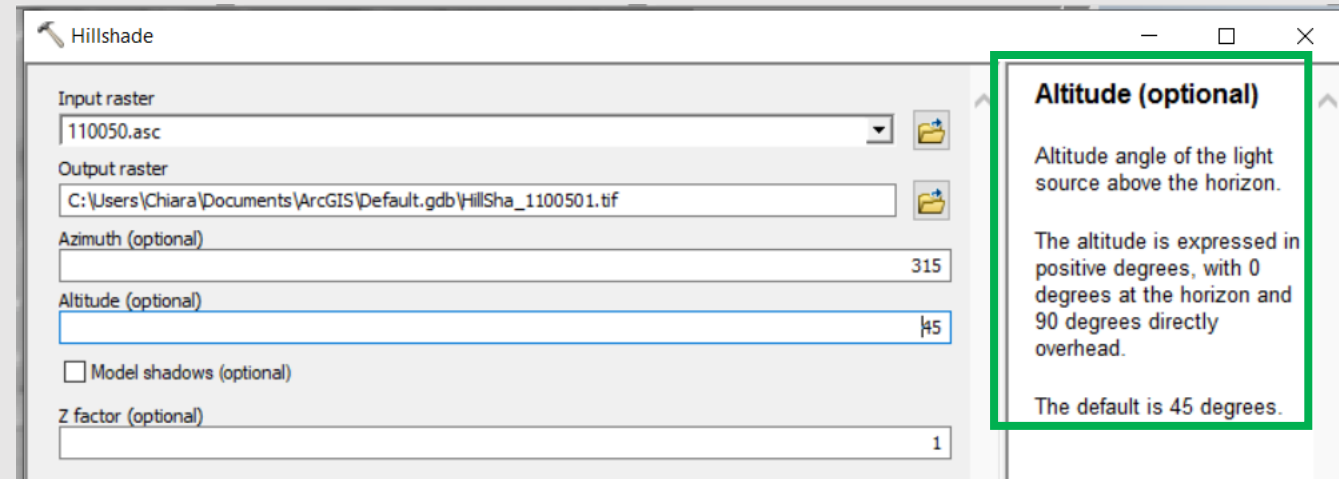 Hillshade
Input raster
110050.asc
Output raster
C:\Users\Chiara\Documents\ArcGIS\Default.gdb\HillSha_1100501.tif
Azimuth (optional)
315
Altitude (optional)
45
Model shadows (optional)
Z factor (optional)
1
Altitude (optional)
Altitude angle of the light
source above the horizon.
The altitude is expressed in
positive degrees, with 0
degrees at the horizon and
90 degrees directly
overhead.
The default is 45 degrees.